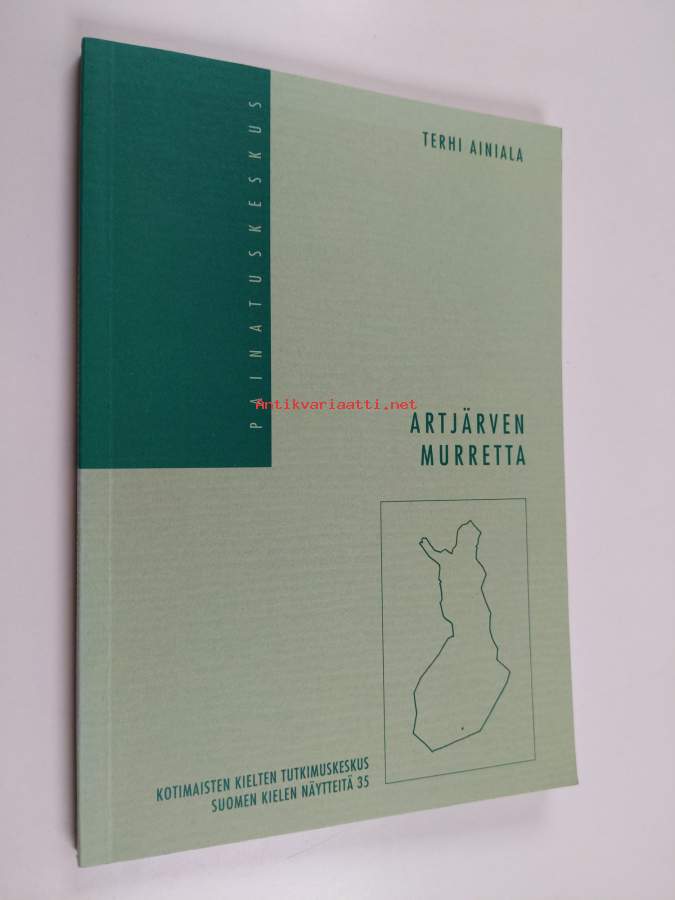 TERHI AINIALA
PAINATUSKESKUS
Antikvariaatti.net
ARTJÄRVEN
MURRETTA
KOTIMAISTEN KIELTEN TUTKIMUSKESKUS
SUOMEN KIELEN NÄYTTEITÄ 35